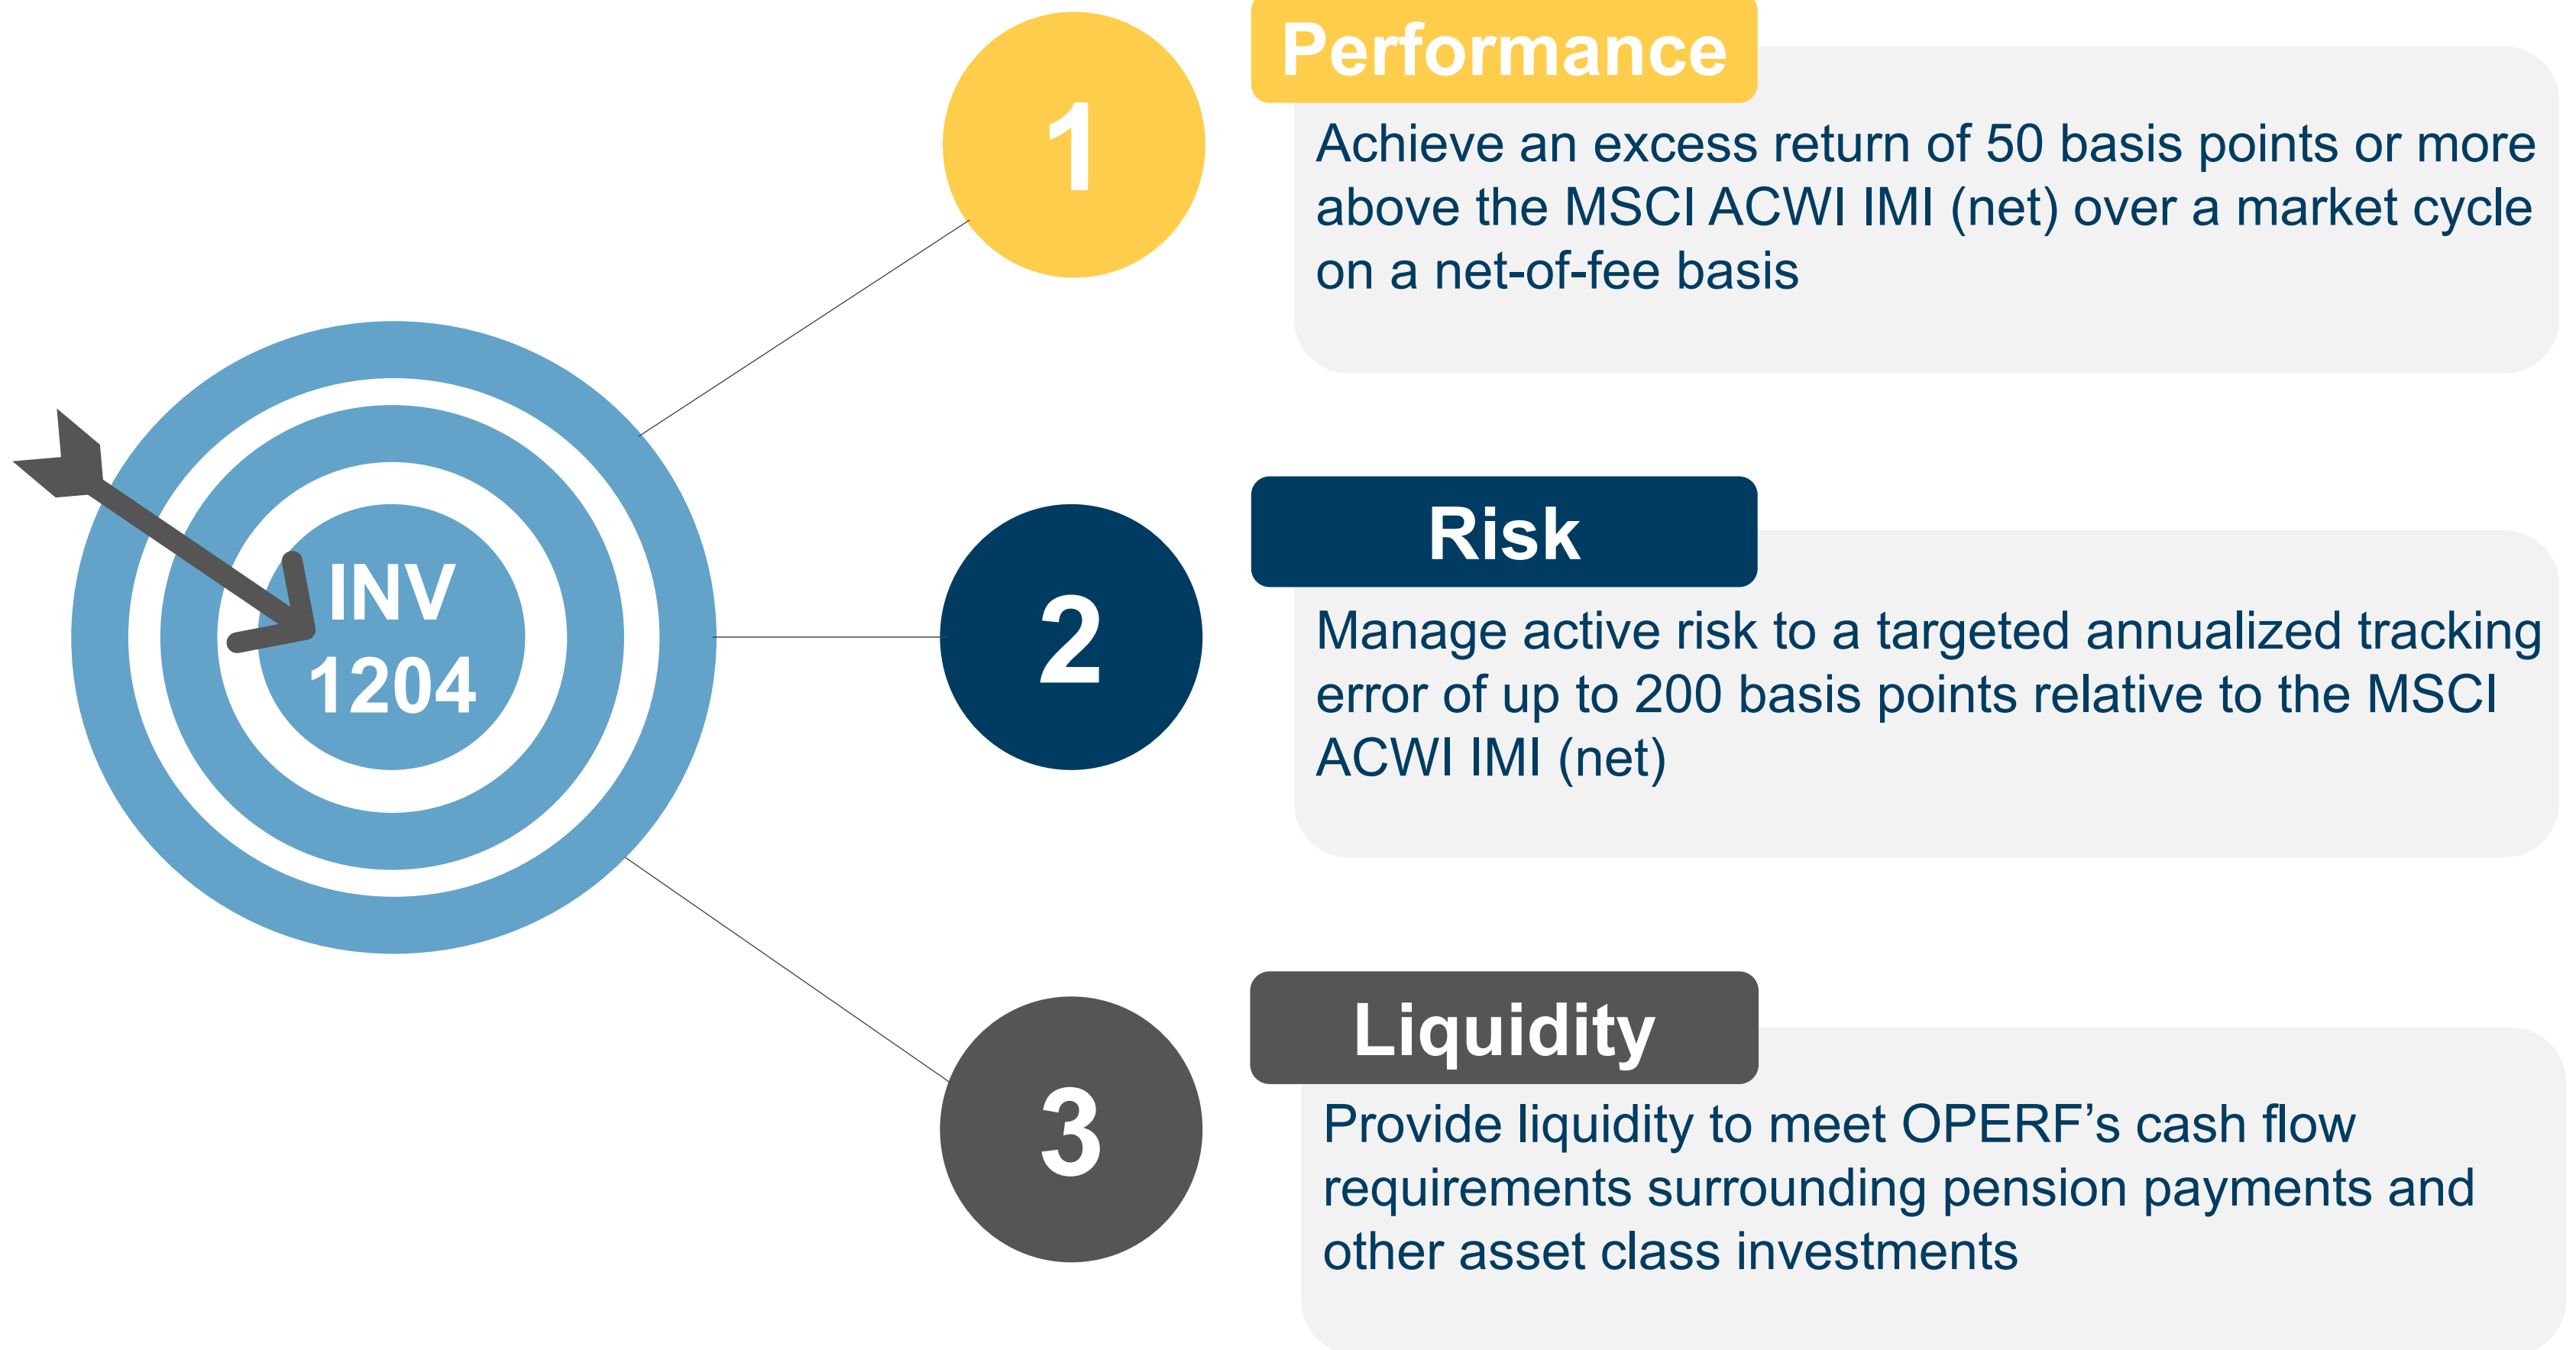 INV
1204
1
Performance
Achieve an excess return of 50 basis points or more
above the MSCI ACWI IMI (net) over a market cycle
on a net-of-fee basis
2
Risk
Manage active risk to a targeted annualized tracking
error of up to 200 basis points relative to the MSCI
ACWI IMI (net)
3
Liquidity
Provide liquidity to meet OPERF’s cash flow
requirements surrounding pension payments and
other asset class investments